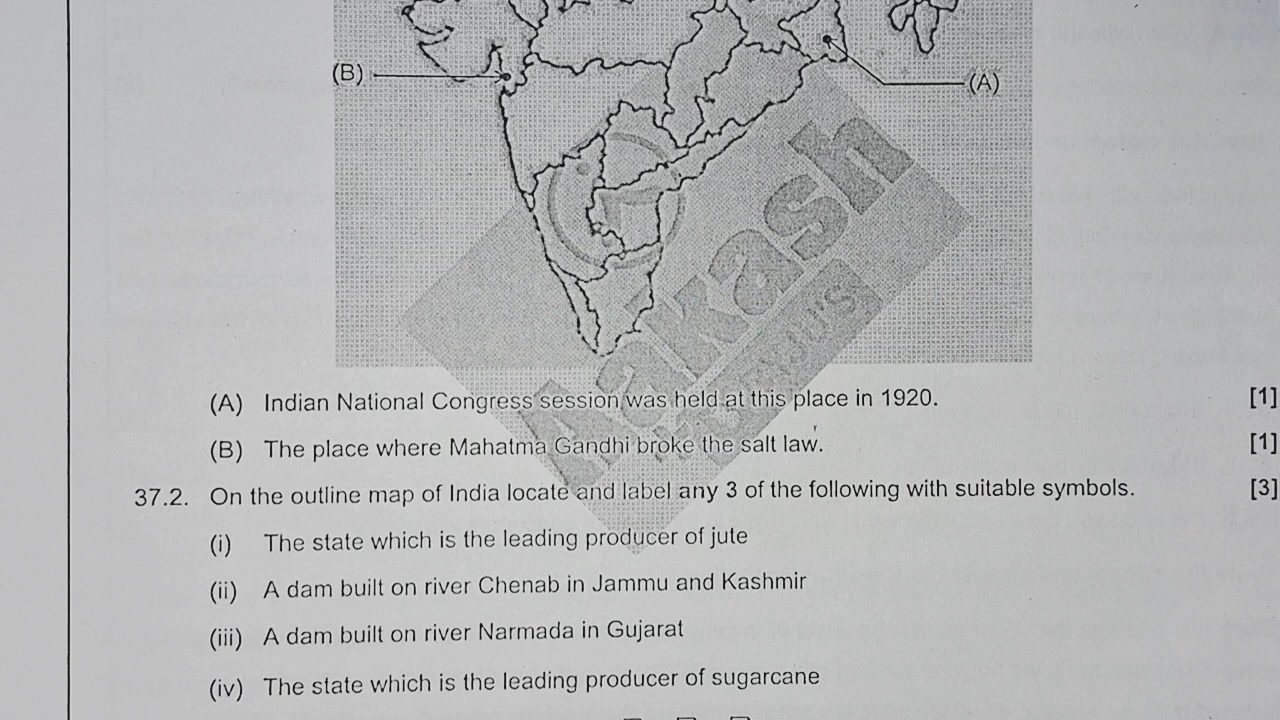 (B)
(A)
Aakash
BYJU'S
(A) Indian National Congress session was held at this place in 1920. [1]
(B) The place where Mahatma Gandhi broke the salt law. [1]
37.2. On the outline map of India locate and label any 3 of the following with suitable symbols. [3]
(i) The state which is the leading producer of jute
(ii) A dam built on river Chenab in Jammu and Kashmir
(iii) A dam built on river Narmada in Gujarat
(iv) The state which is the leading producer of sugarcane